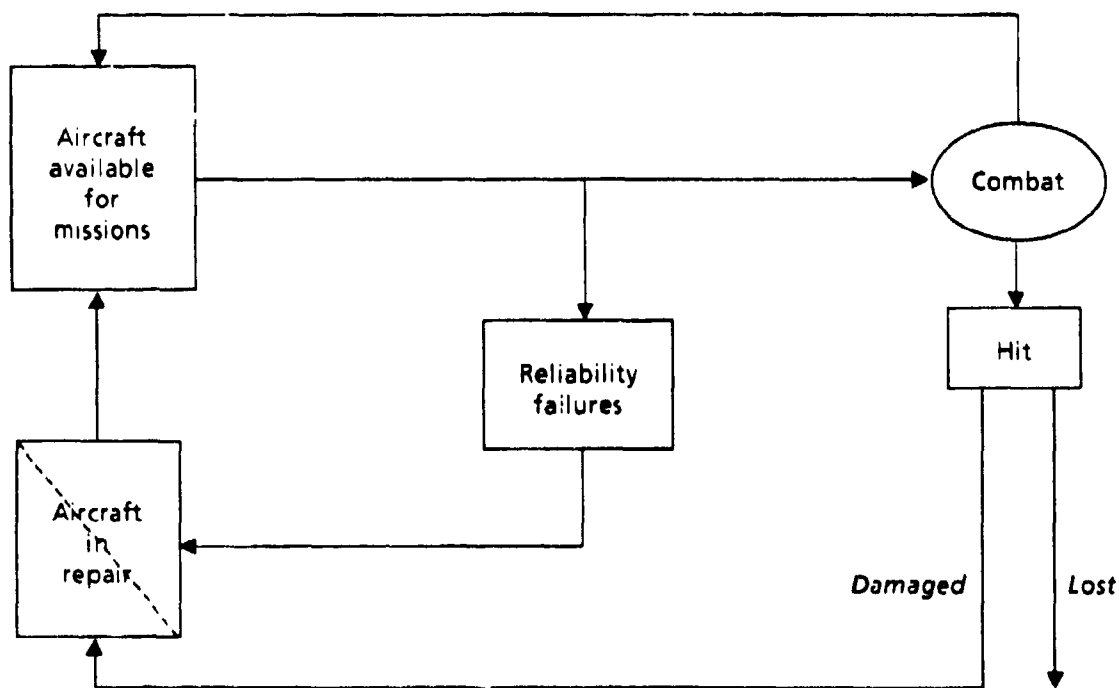 Aircraft
available
for
missions
Combat
Hit
Reliability
failures
Aircraft
in
repair
Damaged
Lost